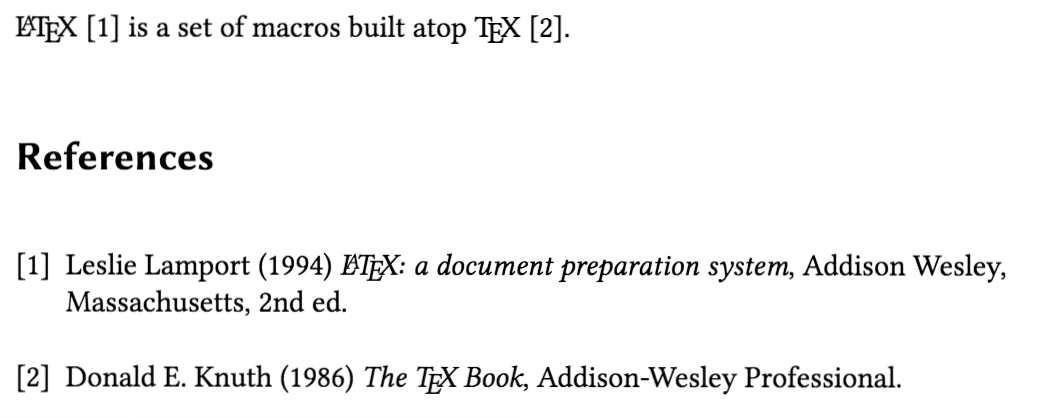 LATEX [1] is a set of macros built atop TEX [2].
References
[1] Leslie Lamport (1994) LATEX: a document preparation system, Addison Wesley,
Massachusetts, 2nd ed.
[2] Donald E. Knuth (1986) The TEX Book, Addison-Wesley Professional.